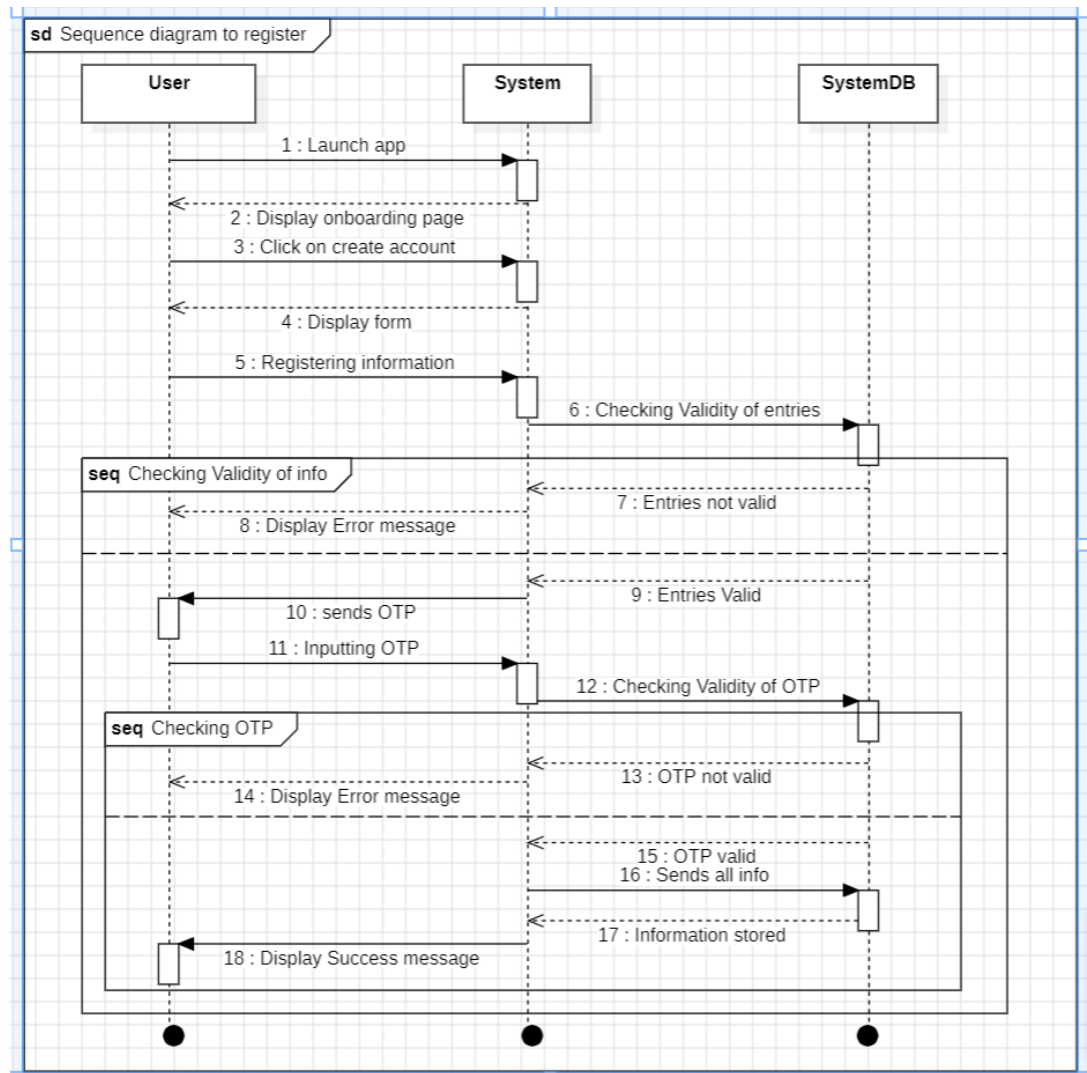 sd Sequence diagram to register
User
System
SystemDB
1 : Launch app
2 : Display onboarding page
3 : Click on create account
4 : Display form
5 : Registering information
6 : Checking Validity of entries
seq Checking Validity of info
7 : Entries not valid
8 : Display Error message
9 : Entries Valid
10 : sends OTP
11 : Inputting OTP
12 : Checking Validity of OTP
seq Checking OTP
13 : OTP not valid
14 : Display Error message
15 : OTP valid
16 : Sends all info
17 : Information stored
18 : Display Success message